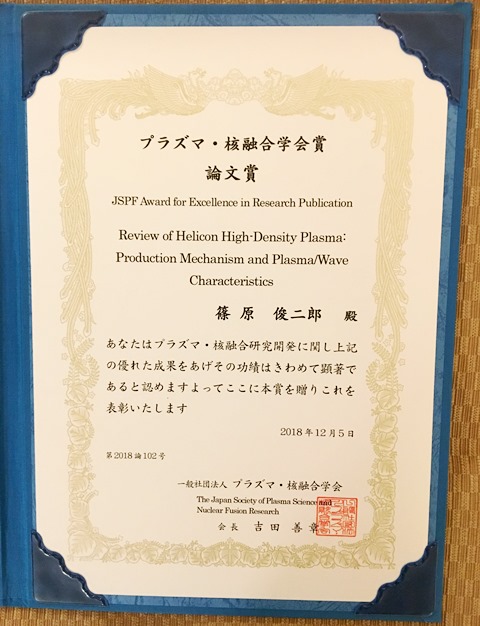 プラズマ・核融合学会賞
論文賞
JSPF Award for Excellence in Research Publication
Review of Helicon High-Density Plasma:
Production Mechanism and Plasma/Wave
Characteristics
篠原 俊二郎 殿
あなたはプラズマ・核融合研究開発に関し上記
の優れた成果をあげその功績はきわめて顕著で
あると認めますよってここに本賞を贈りこれを
表彰いたします
2018年12月5日
第2018論102号
一般社団法人 プラズマ・核融合学会
The Japan Society of Plasma Science and
Nuclear Fusion Research
会長 吉田善章